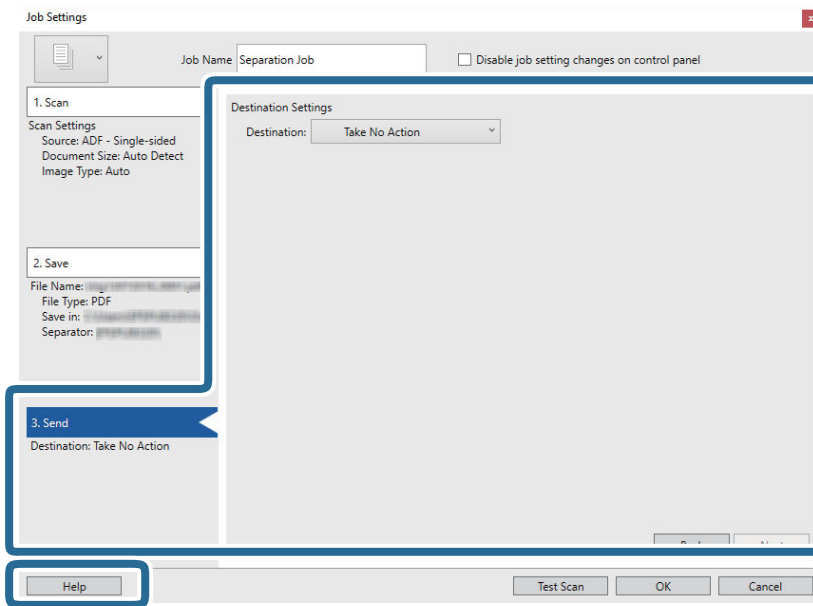 Job Settings
Job Name Separation Job
Disable job setting changes on control panel
1. Scan
Scan Settings
Source: ADF - Single-sided
Document Size: Auto Detect
Image Type: Auto
2. Save
File Name:
File Type: PDF
Save in:
Separator:
3. Send
Destination: Take No Action
Destination Settings
Destination: Take No Action
Help
Test Scan
OK
Cancel